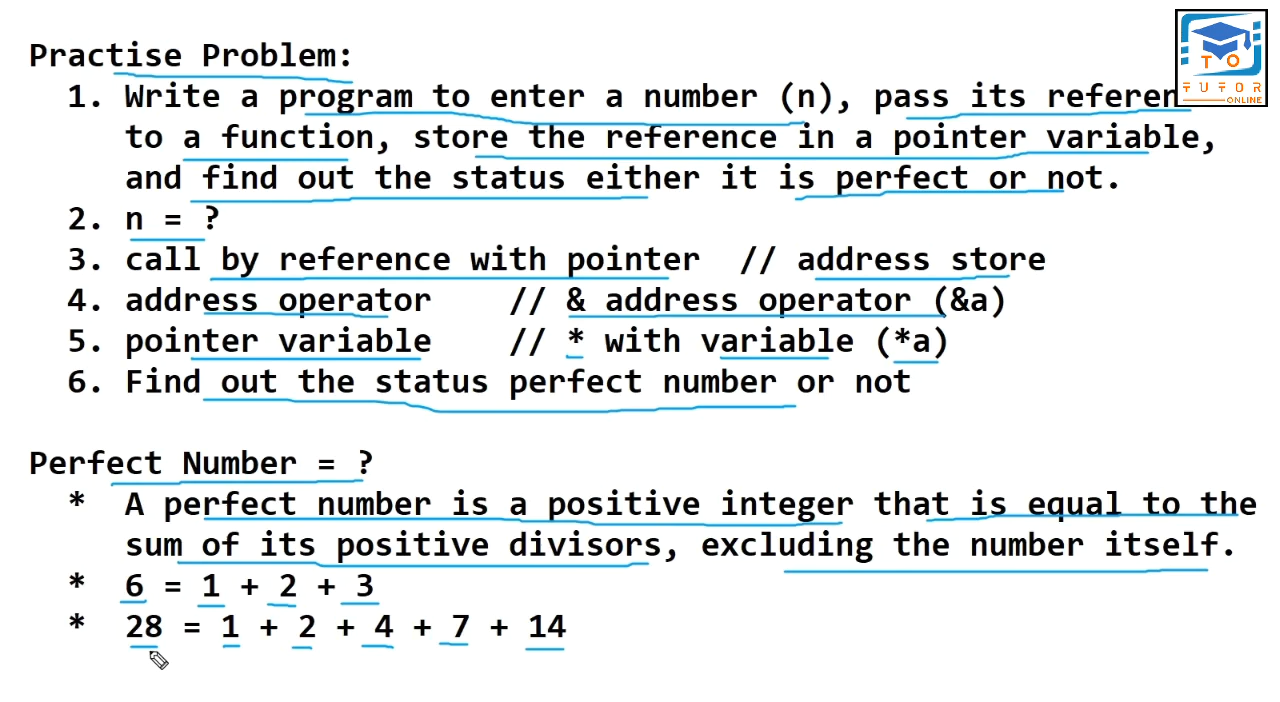 Practise Problem:
1. Write a program to enter a number (n), pass its referen
to a function, store the reference in a pointer variable,
and find out the status either it is perfect or not.
2. n = ?
3. call by reference with pointer // address store
4. address operator // & address operator (&a)
5. pointer variable // * with variable (*a)
6. Find out the status perfect number or not
Perfect Number = ?
* A perfect number is a positive integer that is equal to the
sum of its positive divisors, excluding the number itself.
* 6 = 1 + 2 + 3
* 28 = 1 + 2 + 4 + 7 + 14
T O
TUTOR
ONLINE